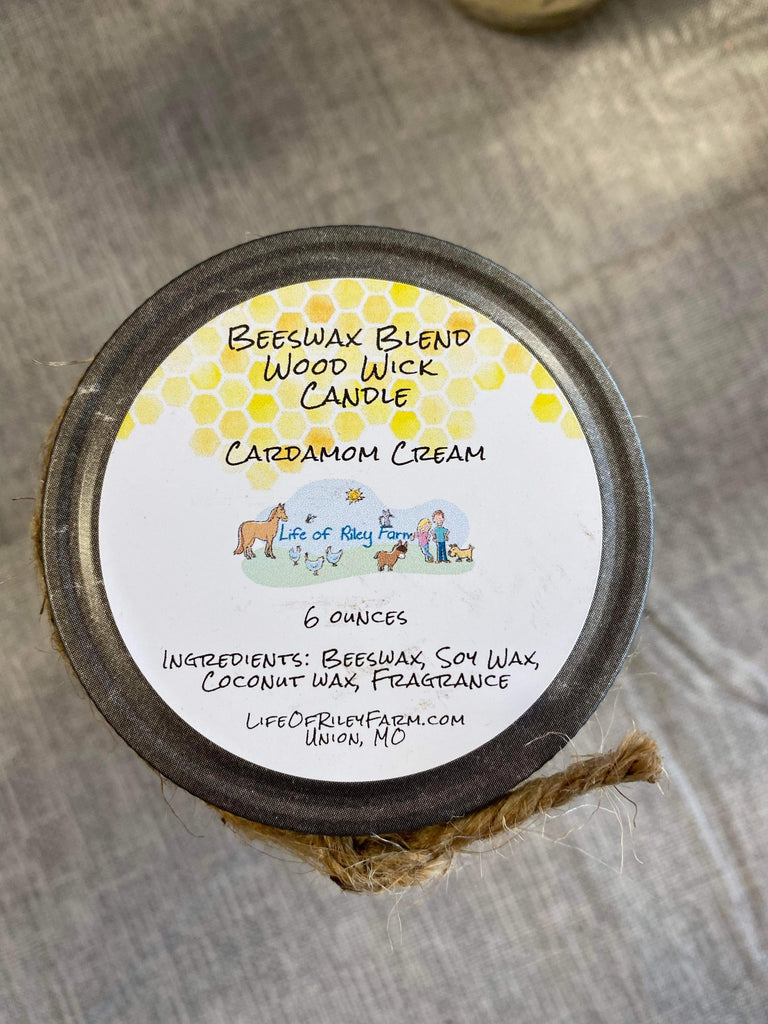 Beeswax Blend
Wood Wick
Candle
Cardamom Cream
Life of Riley Farm
6 ounces
Ingredients: Beeswax, Soy Wax,
Coconut wax, Fragrance
LifeOfRileyFarm.com
Union, MO